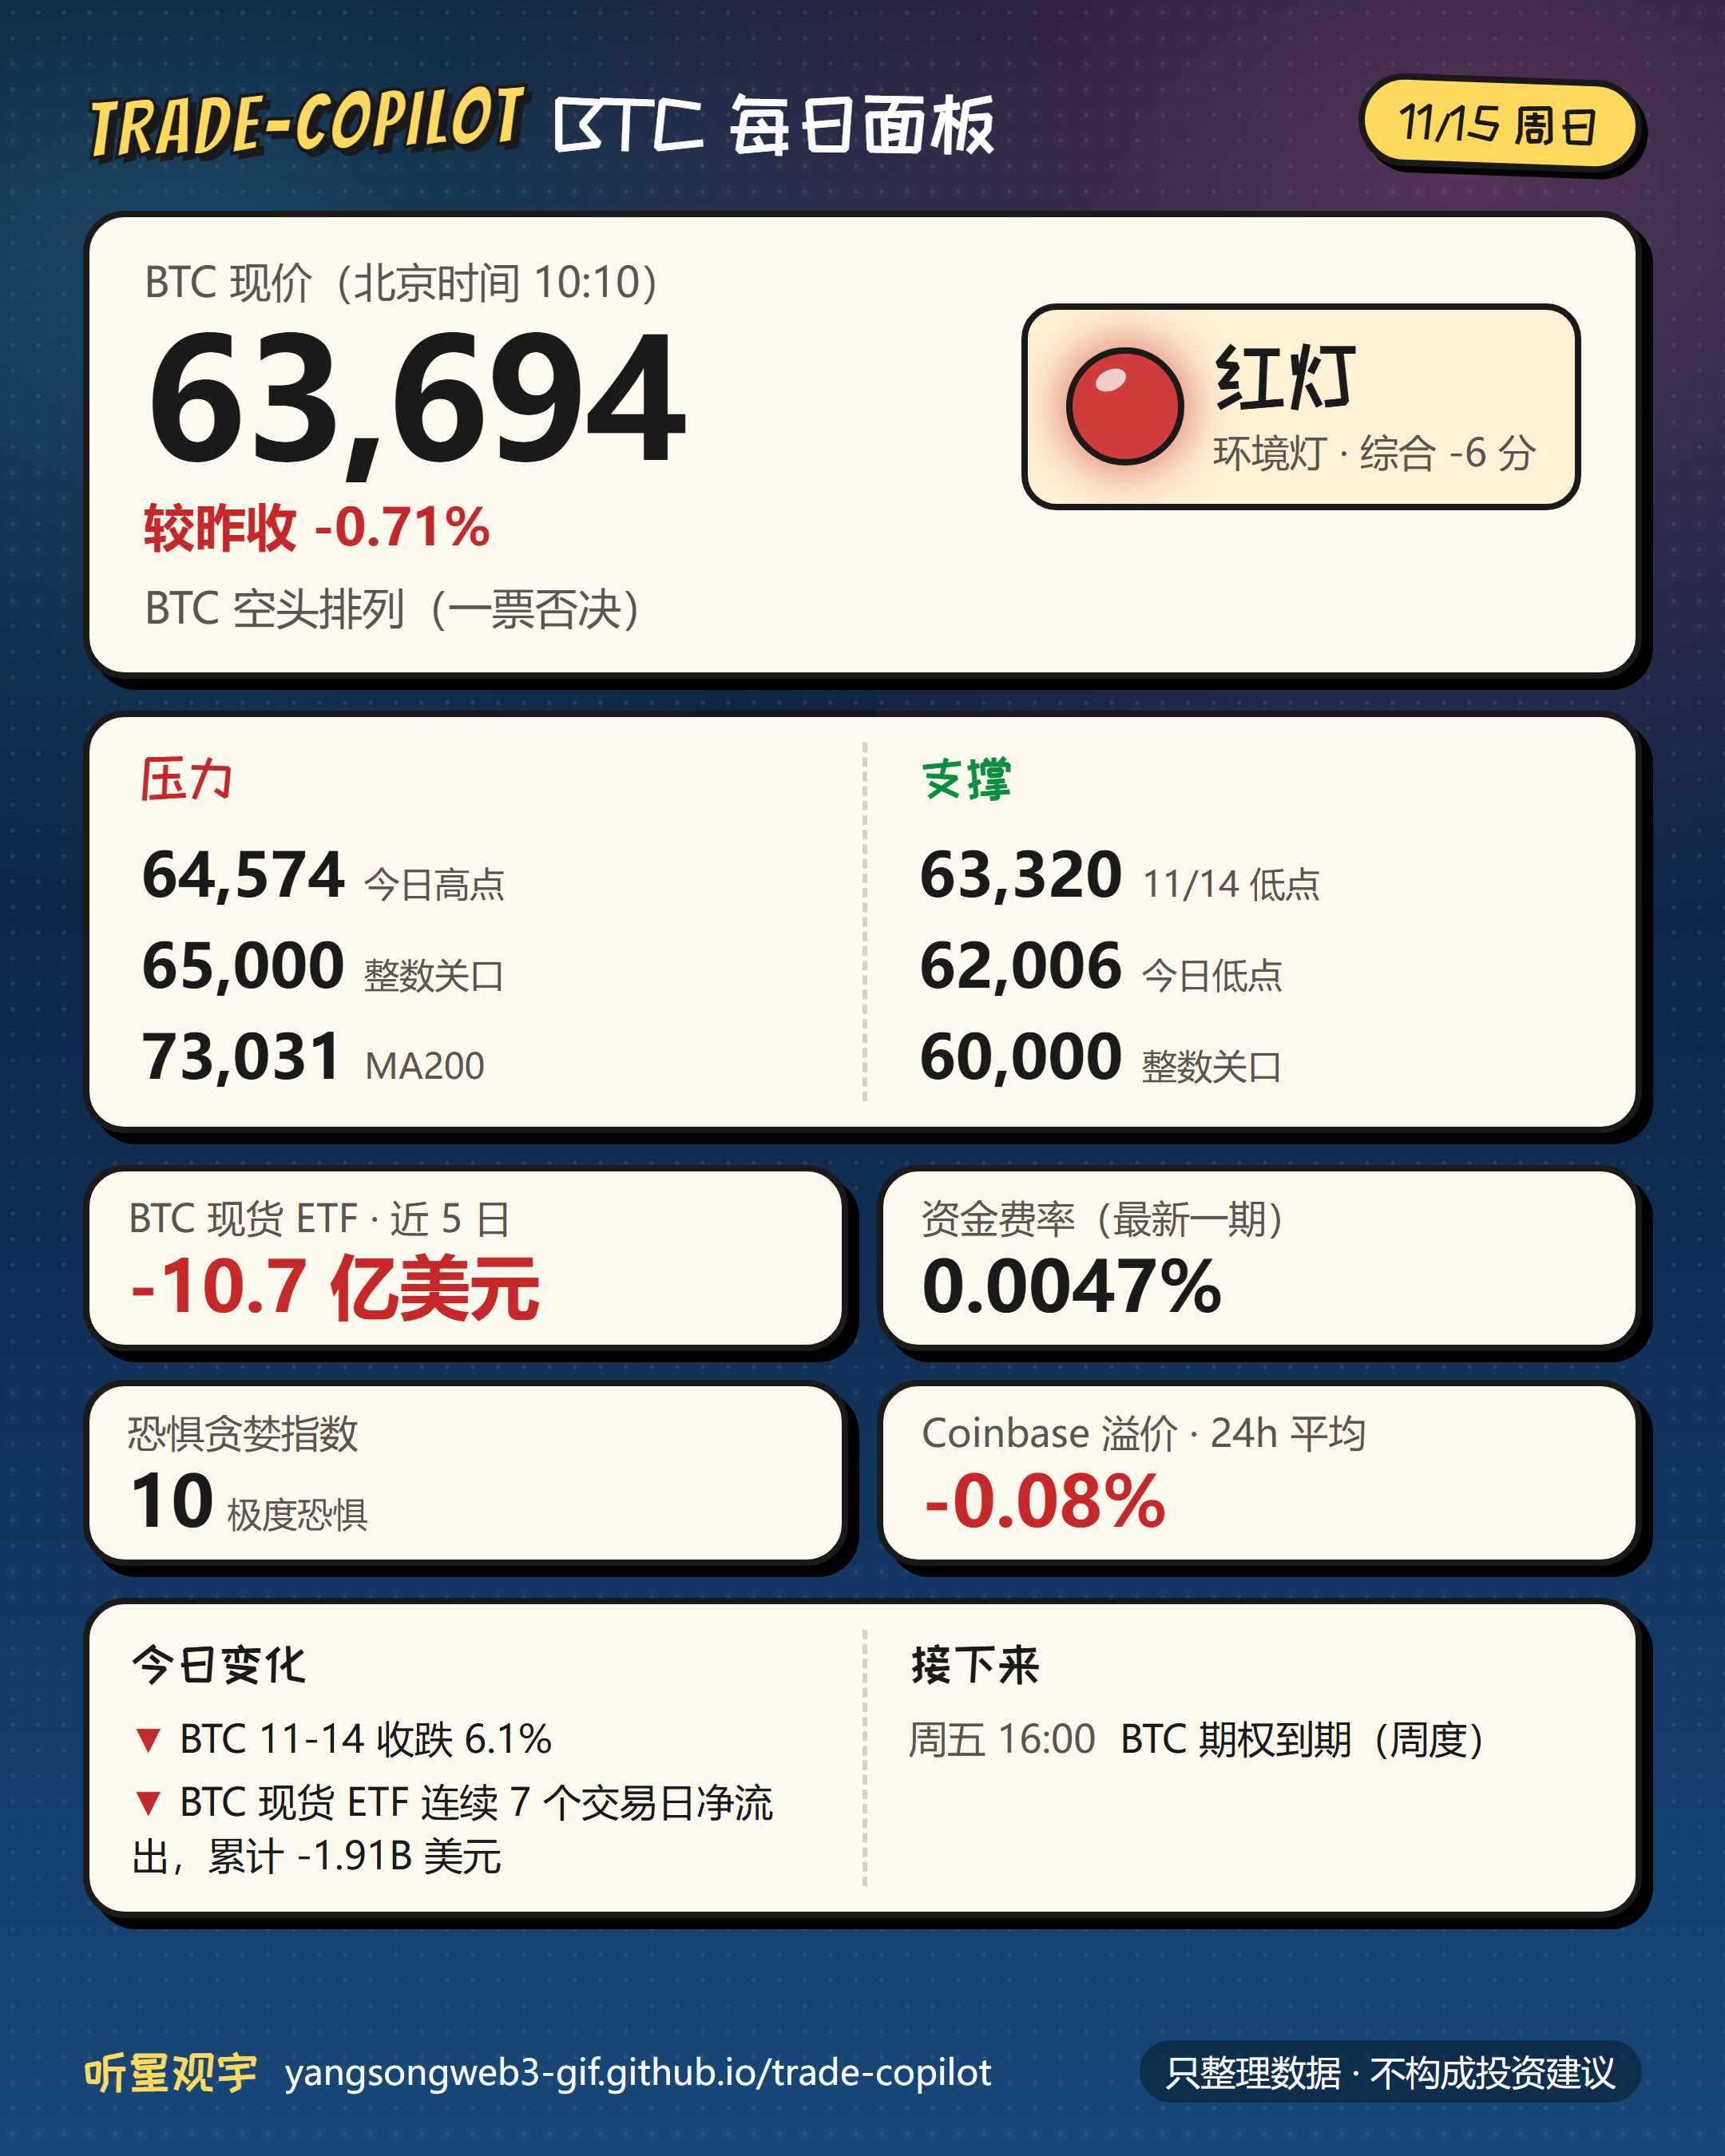 TRADE-COPILOT BTC 每日面板
11/15 周日
BTC 现价（北京时间 10:10）
63,694
较昨收 -0.71%
BTC 空头排列（一票否决）
红灯
环境灯 · 综合 -6 分
压力
64,574 今日高点
65,000 整数关口
73,031 MA200
支撑
63,320 11/14 低点
62,006 今日低点
60,000 整数关口
BTC 现货 ETF · 近 5 日
-10.7 亿美元
资金费率（最新一期）
0.0047%
恐惧贪婪指数
10 极度恐惧
Coinbase 溢价 · 24h 平均
-0.08%
今日变化
▼ BTC 11-14 收跌 6.1%
▼ BTC 现货 ETF 连续 7 个交易日净流
出，累计 -1.91B 美元
接下来
周五 16:00 BTC 期权到期（周度）
听星观宇 yangsongweb3-gif.github.io/trade-copilot
只整理数据 · 不构成投资建议